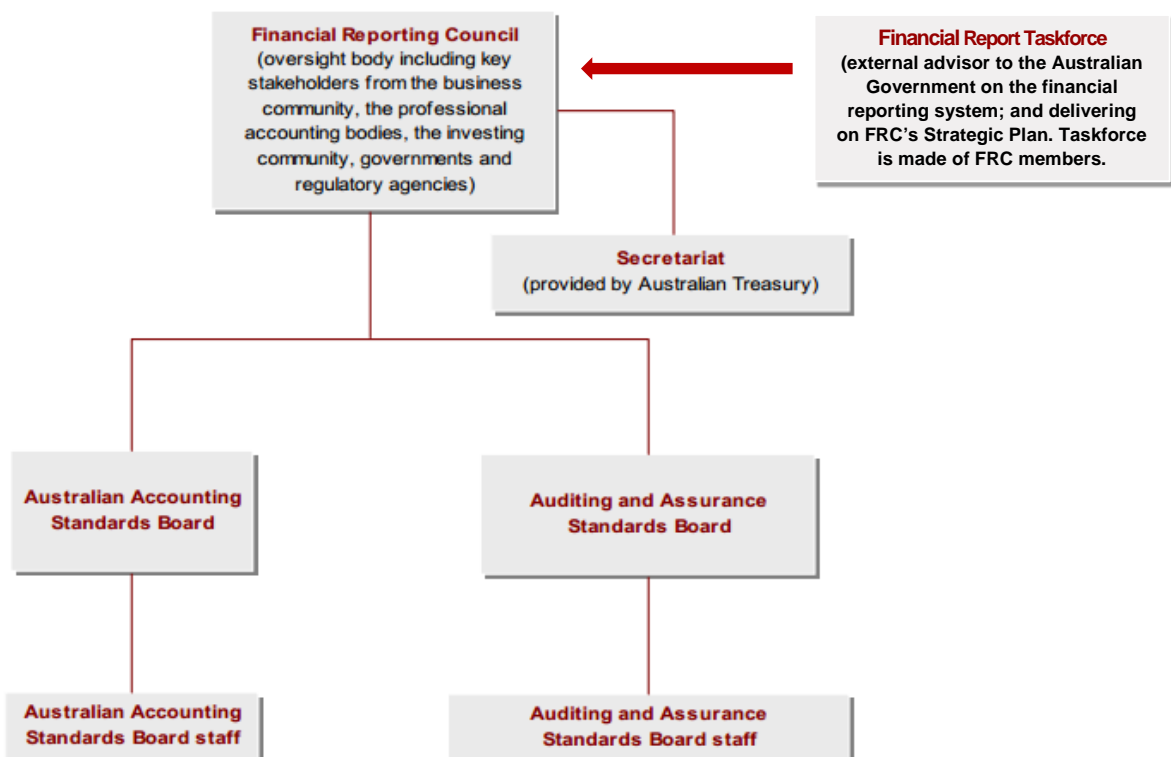 Financial Reporting Council
(oversight body including key
stakeholders from the business
community, the professional
accounting bodies, the investing
community, governments and
regulatory agencies)
Financial Report Taskforce
(external advisor to the Australian
Government on the financial
reporting system; and delivering
on FRC’s Strategic Plan. Taskforce
is made of FRC members.
Secretariat
(provided by Australian Treasury)
Australian Accounting
Standards Board
Auditing and Assurance
Standards Board
Australian Accounting
Standards Board staff
Auditing and Assurance
Standards Board staff